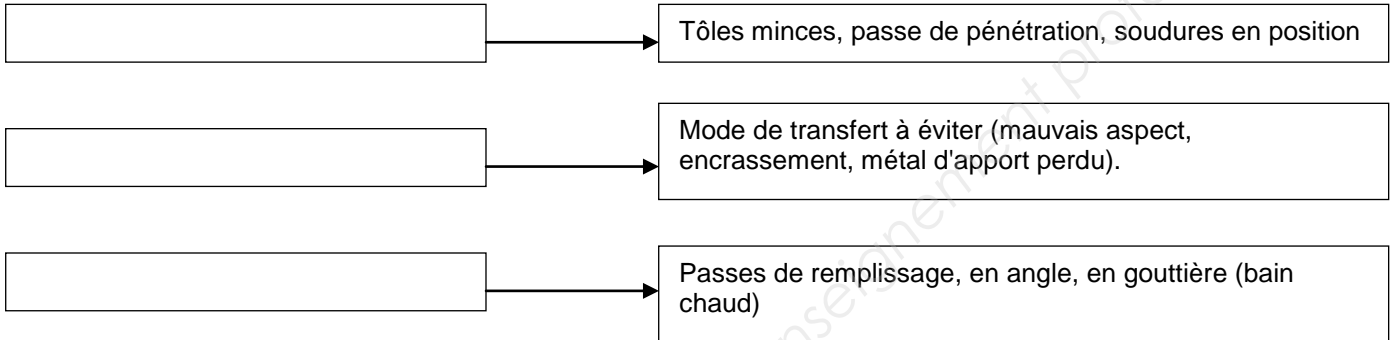 Tôles minces, passe de pénétration, soudures en position
Mode de transfert à éviter (mauvais aspect,
encrassement, métal d'apport perdu).
Passes de remplissage, en angle, en gouttière (bain
chaud)